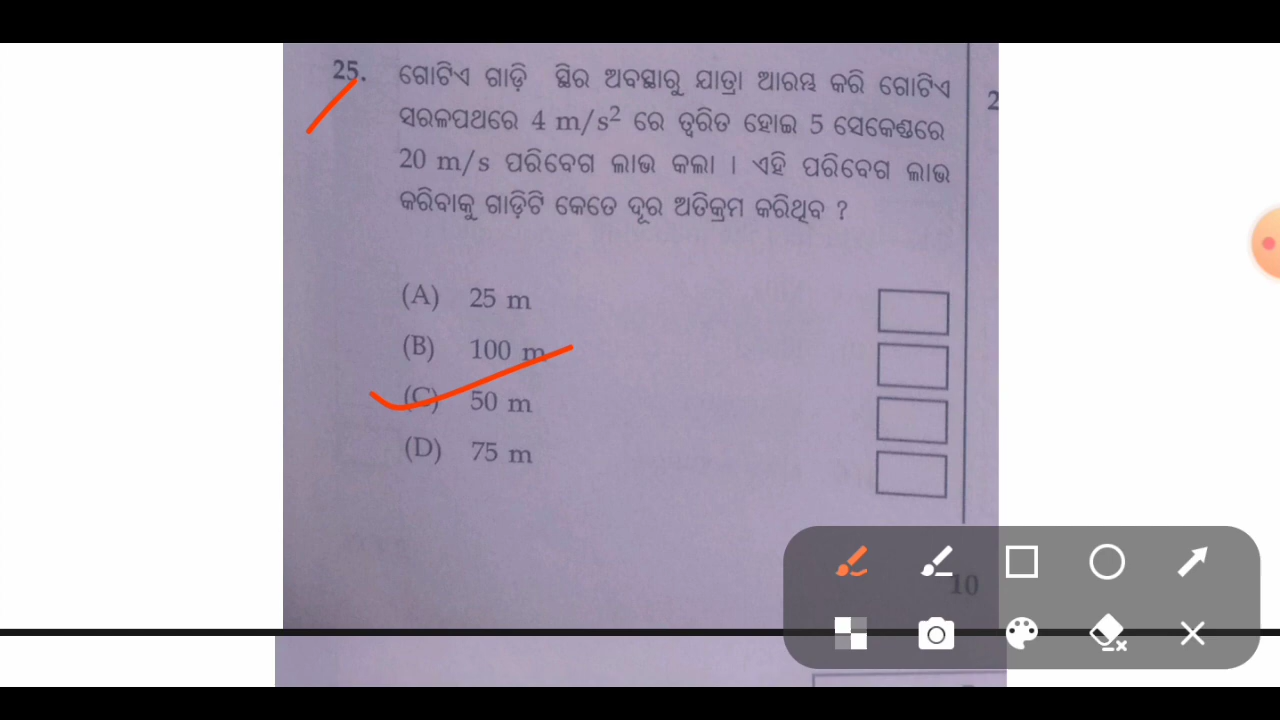 25. ଗୋଟିଏ ଗାଡ଼ି ସ୍ଥିର ଅବସ୍ଥାରୁ ଯାତ୍ରା ଆରମ୍ଭ କରି ଗୋଟିଏ
ସରଳପଥରେ 4 m/s² ରେ ତ୍ୱରିତ ହୋଇ 5 ସେକେଣ୍ଡରେ
20 m/s ପରିବେଗ ଲାଭ କଲା । ଏହି ପରିବେଗ ଲାଭ
କରିବାକୁ ଗାଡ଼ିଟି କେତେ ଦୂର ଅତିକ୍ରମ କରିଥିବ ?
(A) 25 m
(B) 100 m
(C) 50 m
(D) 75 m
10
2